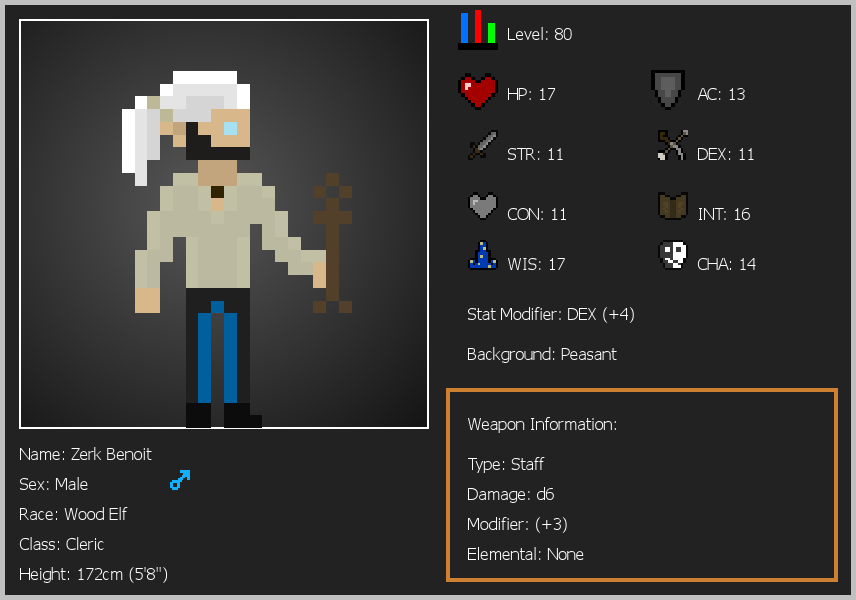 Level: 80
HP: 17
AC: 13
STR: 11
DEX: 11
CON: 11
INT: 16
WIS: 17
CHA: 14
Stat Modifier: DEX (+4)
Background: Peasant
Weapon Information:
Type: Staff
Damage: d6
Modifier: (+3)
Elemental: None
Name: Zerk Benoit
Sex: Male
Race: Wood Elf
Class: Cleric
Height: 172cm (5'8")